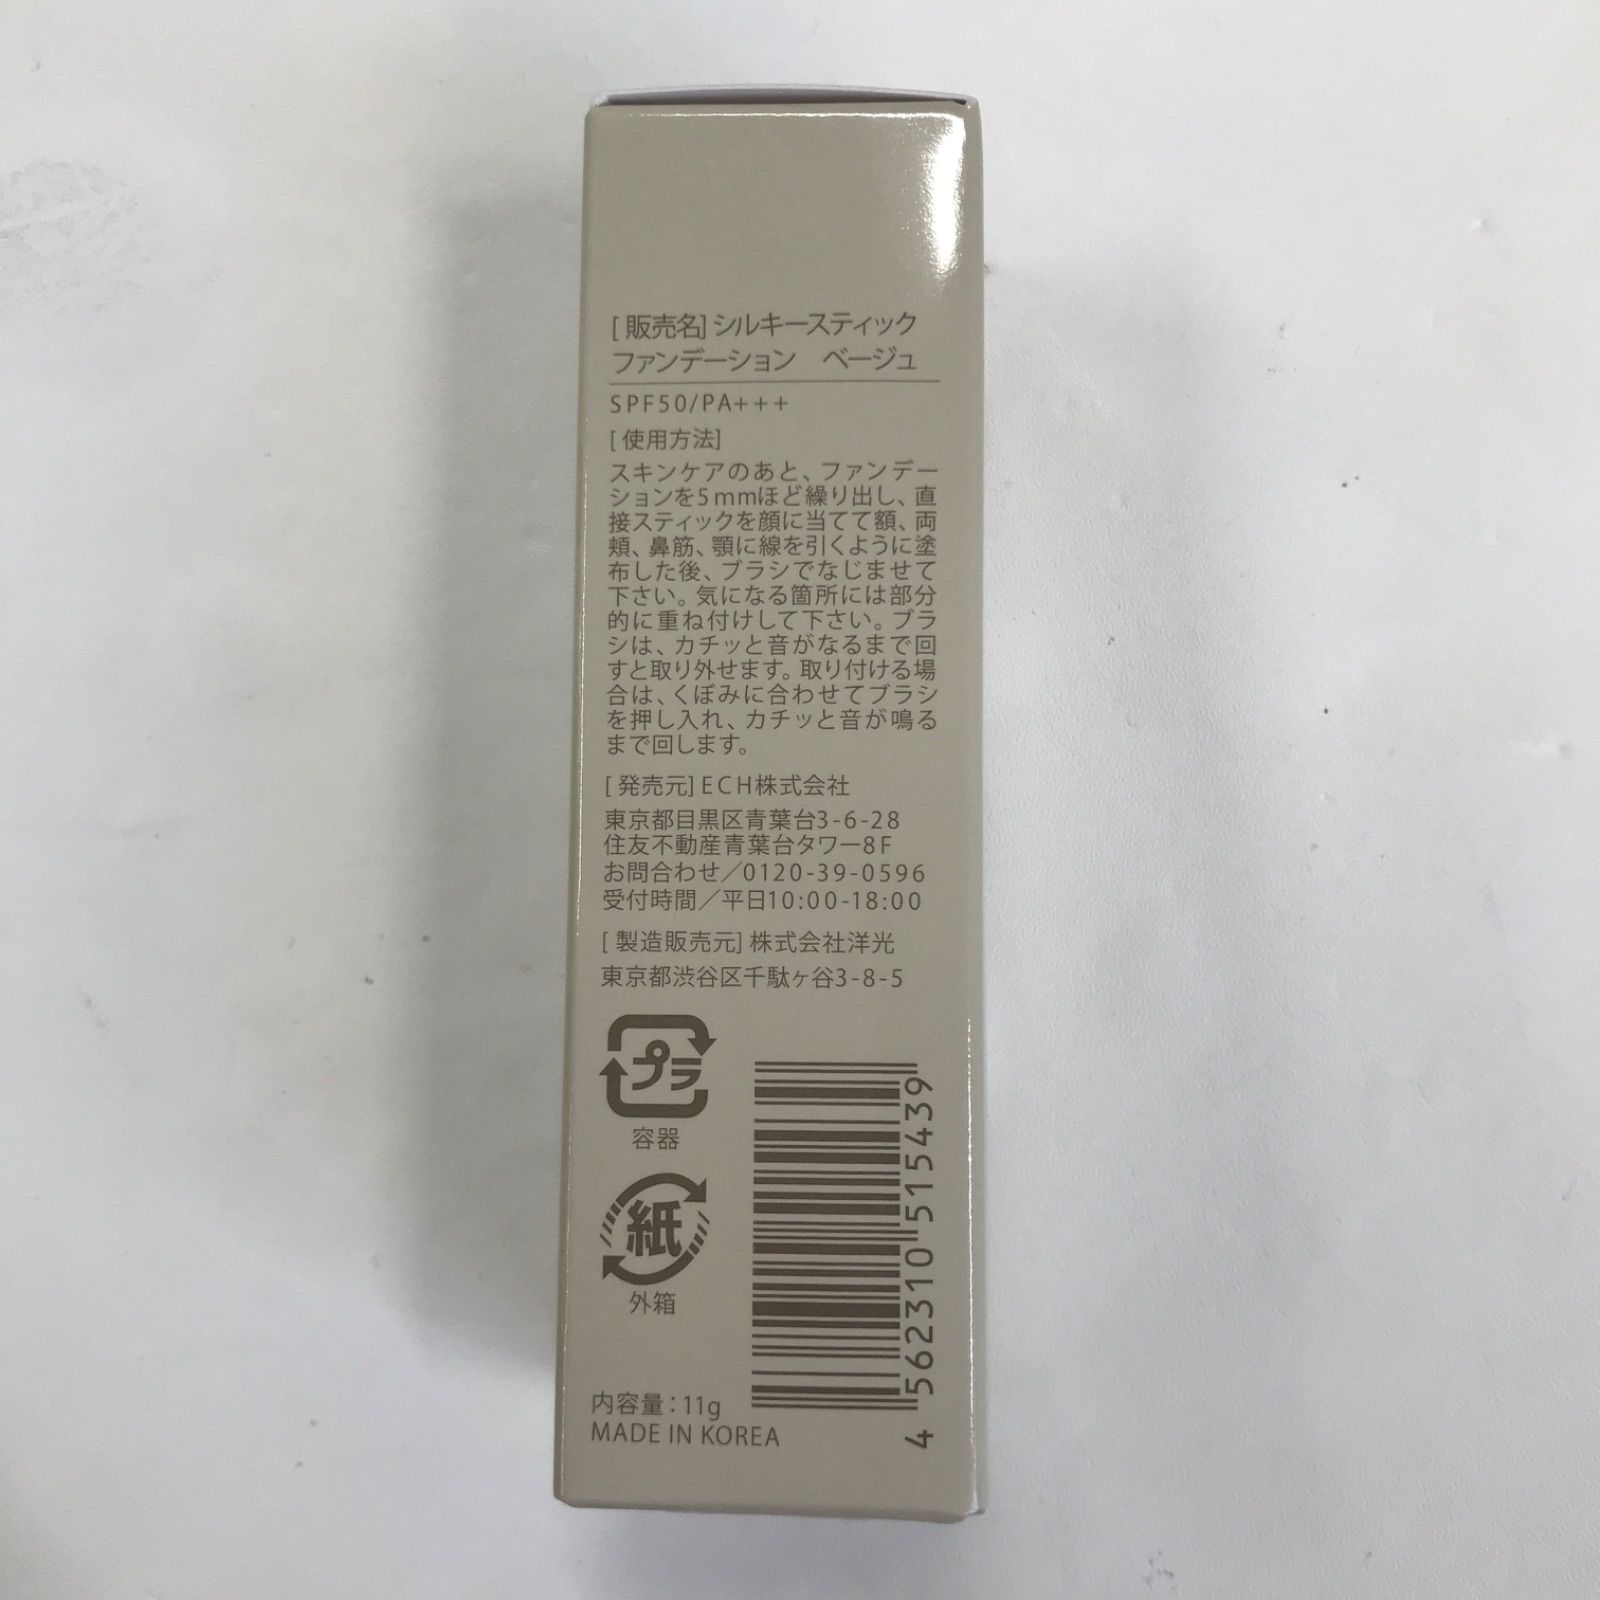 [ 販売名] シルキースティック
ファンデーション　ベージュ
SPF50/PA+++
[ 使用方法]
スキンケアのあと、ファンデー
ションを5mmほど繰り出し、直
接スティックを顔に当てて額、両
頬、鼻筋、顎に線を引くように塗
布した後、ブラシでなじませて
下さい。気になる箇所には部分
的に重ね付けして下さい。ブラ
シは、カチッと音がなるまで回
すと取り外せます。取り付ける場
合は、くぼみに合わせてブラシ
を押し入れ、カチッと音が鳴る
まで回します。
[ 発売元] ECH株式会社
東京都目黒区青葉台3-6-28
住友不動産青葉台タワー8F
お問合わせ／0120-39-0596
受付時間／平日10:00-18:00
[ 製造販売元] 株式会社洋光
東京都渋谷区千駄ヶ谷3-8-5
プラ
容器
紙
外箱
内容量：11g
MADE IN KOREA
4 562310 515439